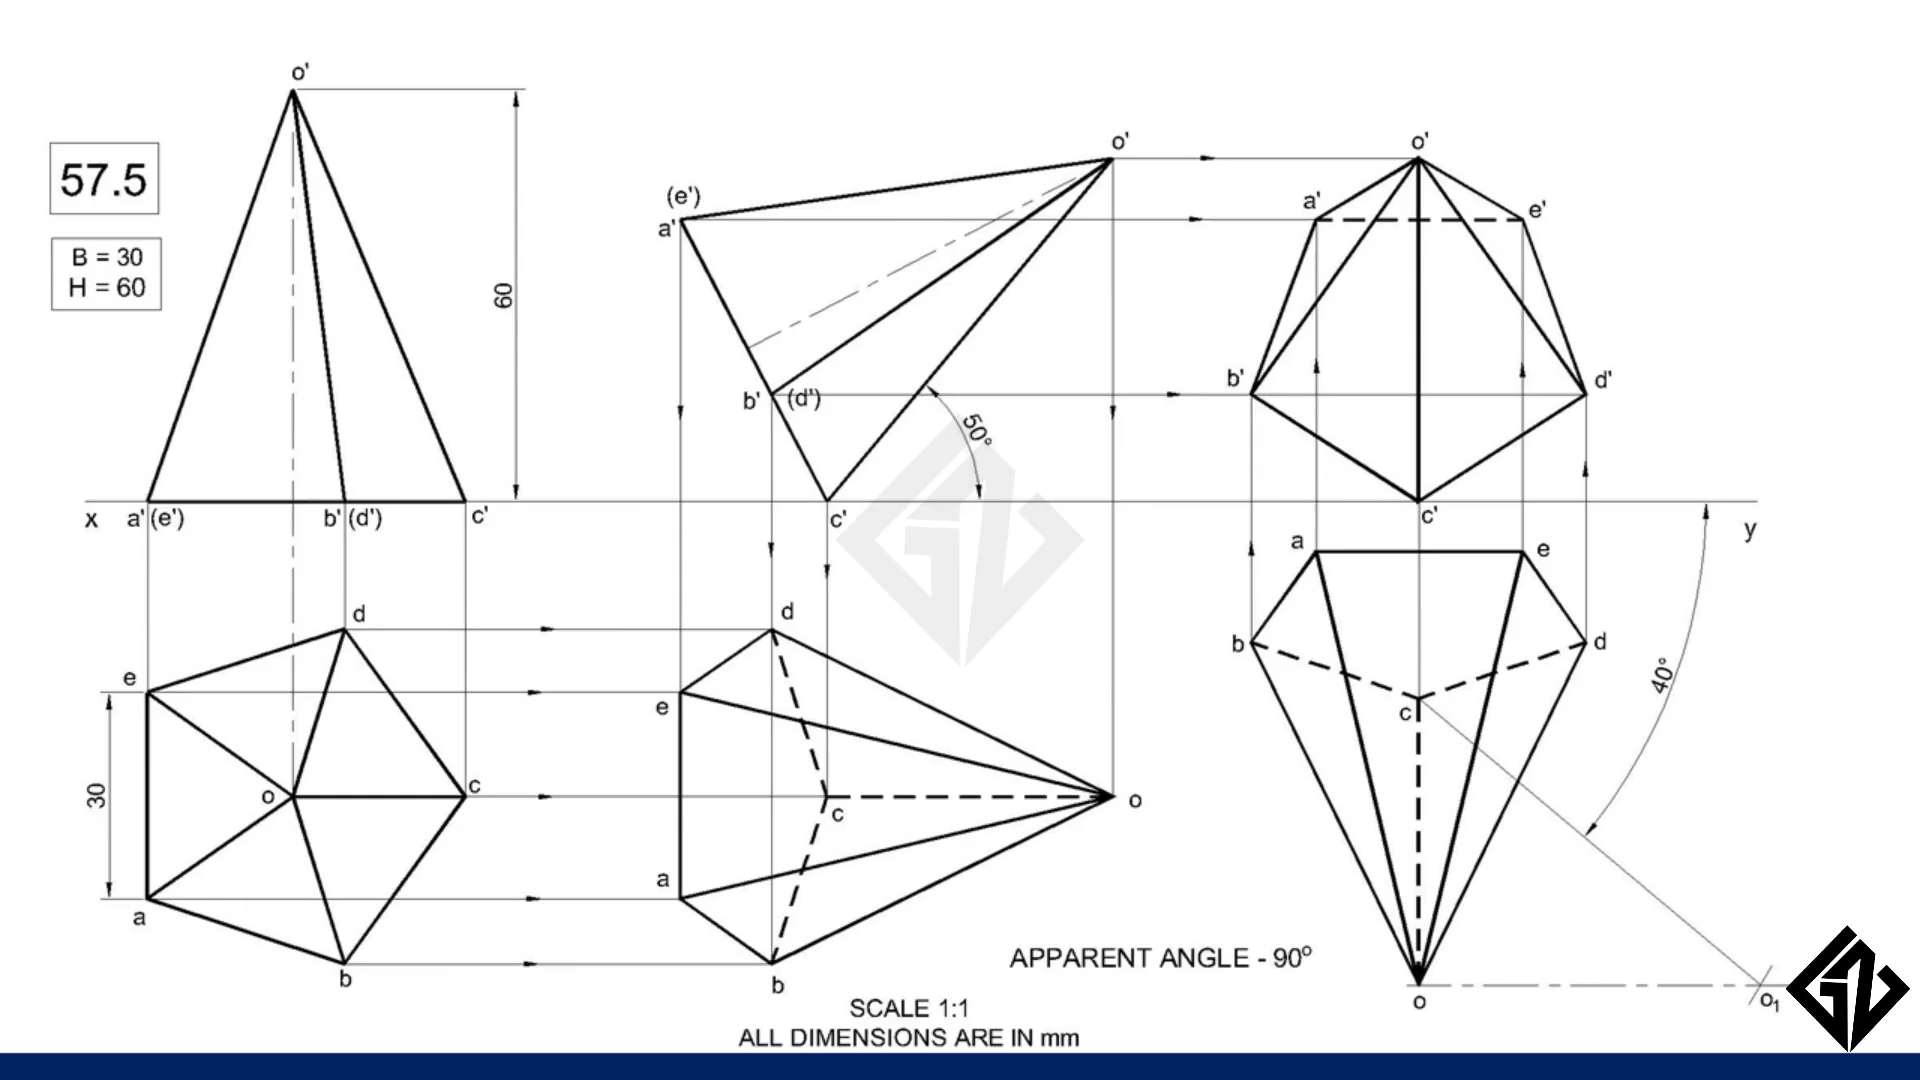 o'
57.5
B = 30
H = 60
60
x
a'
(e')
b'
(d')
c'
d
e
30
o
c
a
b
(e')
a'
o'
b'
(d')
50°
c'
d
e
c
o
a
b
o'
a'
e'
b'
d'
c'
y
a
e
b
d
c
40°
o
o1
APPARENT ANGLE - 90°
SCALE 1:1
ALL DIMENSIONS ARE IN mm